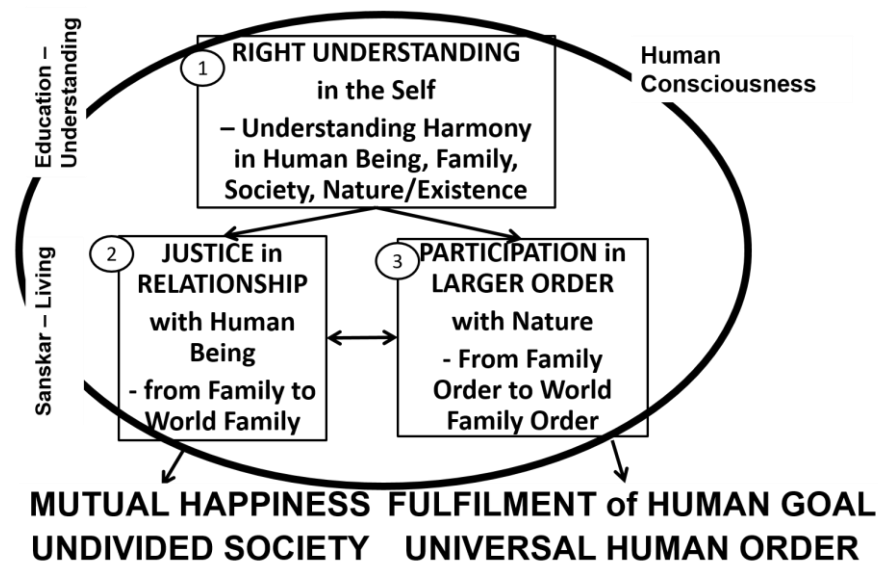 Education –
Understanding
Human
Consciousness
1
RIGHT UNDERSTANDING
in the Self
– Understanding Harmony
in Human Being, Family,
Society, Nature/Existence
Sanskar – Living
2
JUSTICE in
RELATIONSHIP
with Human
Being
- from Family to
World Family
3
PARTICIPATION in
LARGER ORDER
with Nature
- From Family
Order to World
Family Order
MUTUAL HAPPINESS
UNDIVIDED SOCIETY
FULFILMENT of HUMAN GOAL
UNIVERSAL HUMAN ORDER